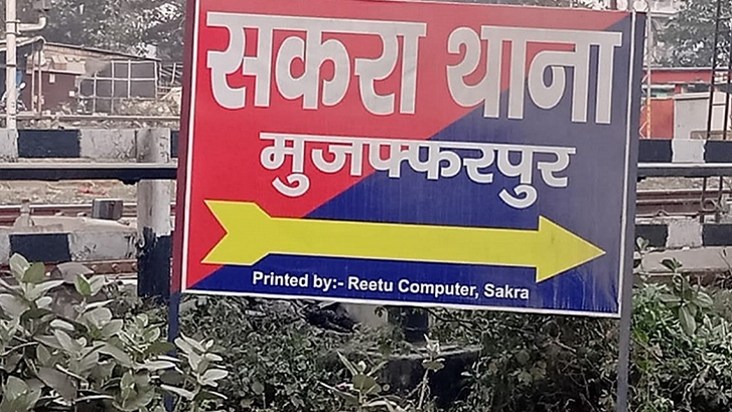 सकरा थाना
मुजफ्फरपुर
Printed by:- Reetu Computer, Sakra